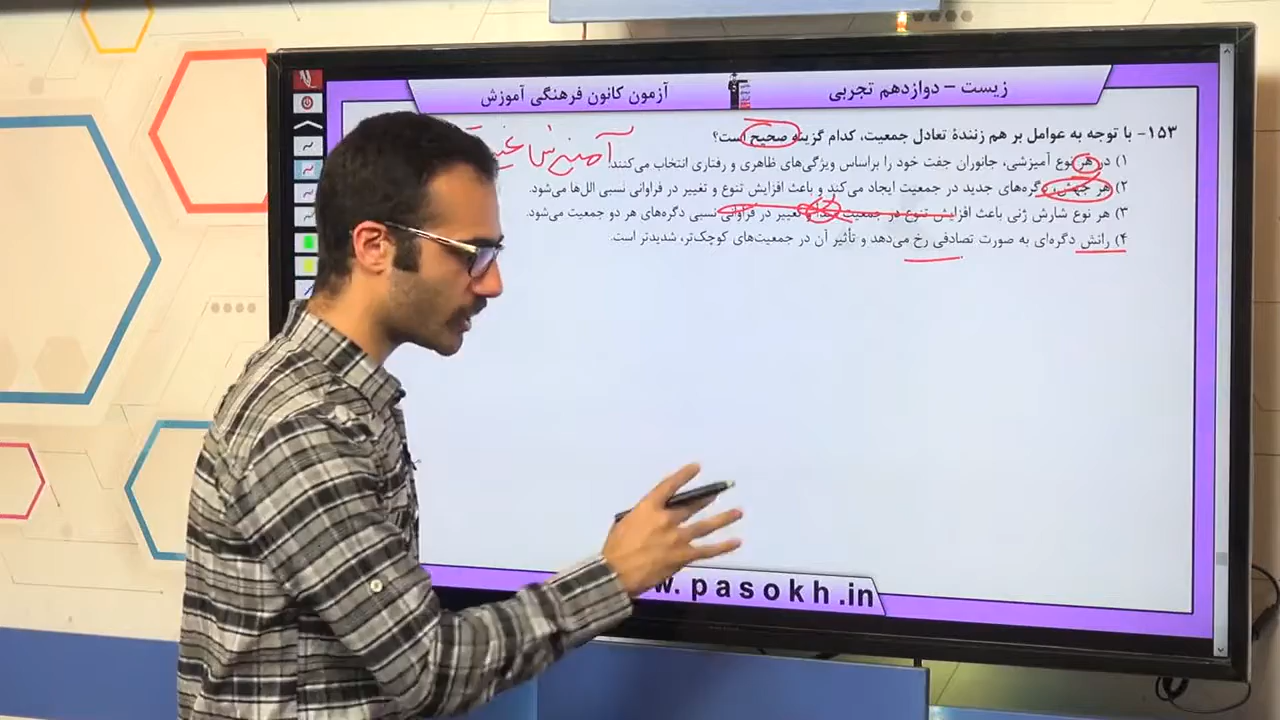 زیست – دوازدهم تجربی
آزمون کانون فرهنگی آموزش
۱۵۳- با توجه به عوامل بر هم زنندهٔ تعادل جمعیت، کدام گزینه صحیح است؟
آمیزش غیر
۱) در هر نوع آمیزشی، جانوران جفت خود را براساس ویژگی‌های ظاهری و رفتاری انتخاب می‌کنند.
۲) هر جهش، دگره‌های جدید در جمعیت ایجاد می‌کند و باعث افزایش تنوع و تغییر در فراوانی نسبی الل‌ها می‌شود.
۳) هر نوع شارش ژنی باعث افزایش تنوع در جمعیت و تغییر در فراوانی نسبی دگره‌های هر دو جمعیت می‌شود.
۴) رانش دگره‌ای به صورت تصادفی رخ می‌دهد و تأثیر آن در جمعیت‌های کوچک‌تر، شدیدتر است.
w. pasokh.in